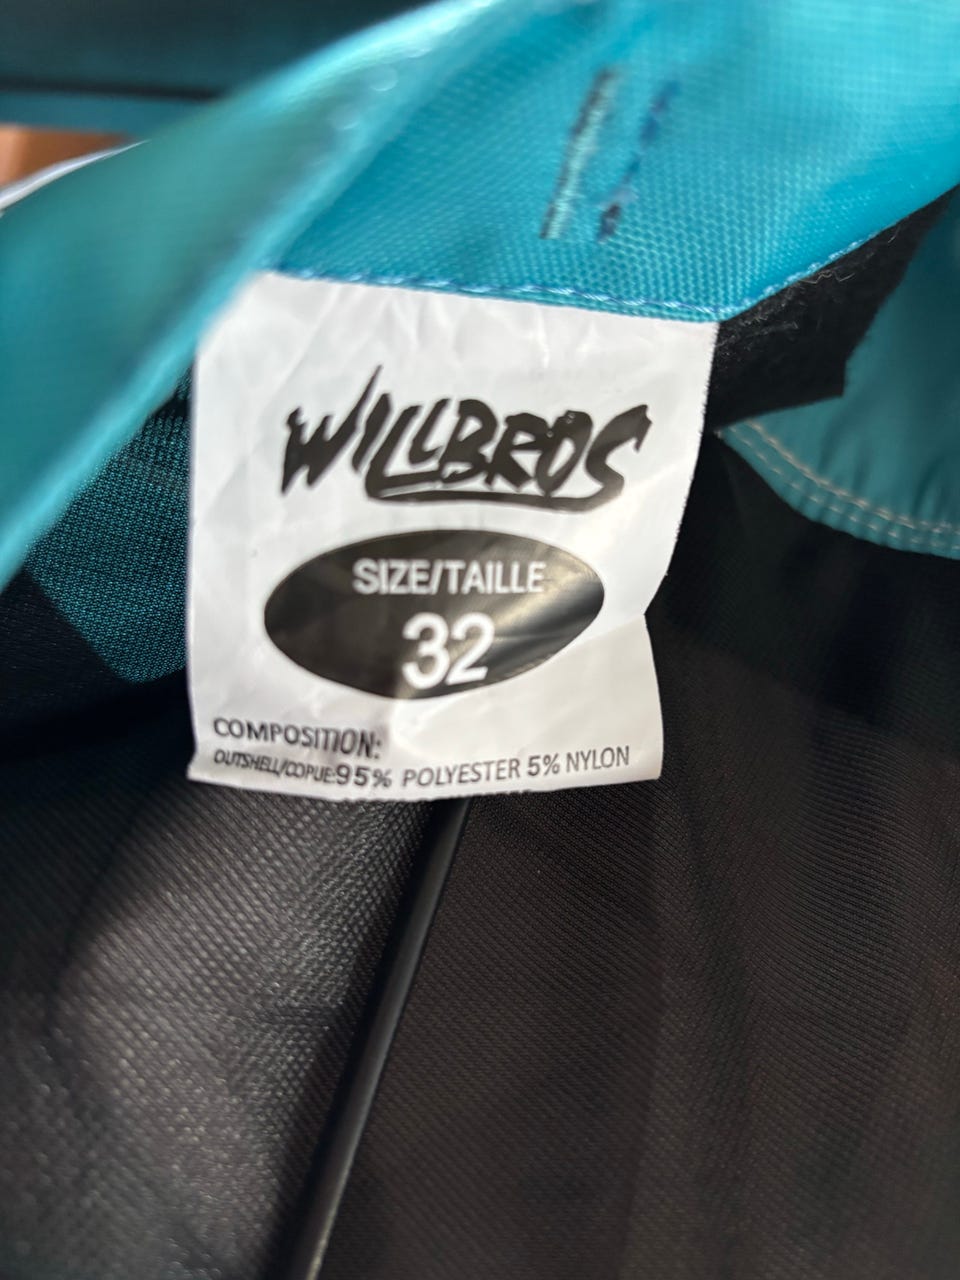 WILLBROS
SIZE/TAILLE
32
COMPOSITION:
OUTSHELL/COPUE:95% POLYESTER 5% NYLON